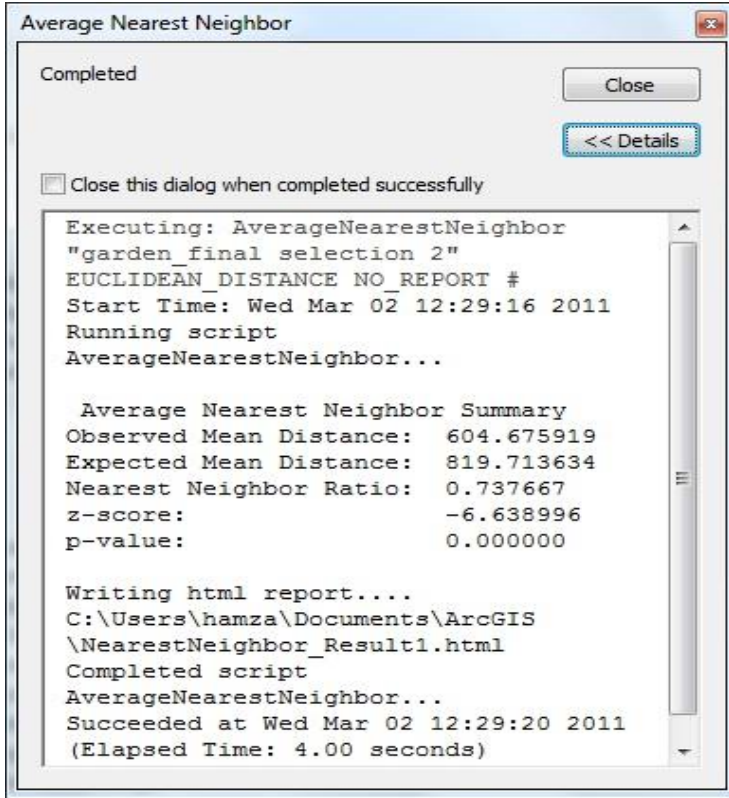 Average Nearest Neighbor
Completed
Close
<< Details
Close this dialog when completed successfully
Executing: AverageNearestNeighbor
"garden_final selection 2"
EUCLIDEAN_DISTANCE NO_REPORT #
Start Time: Wed Mar 02 12:29:16 2011
Running script
AverageNearestNeighbor...
Average Nearest Neighbor Summary
Observed Mean Distance: 604.675919
Expected Mean Distance: 819.713634
Nearest Neighbor Ratio: 0.737667
z-score: -6.638996
p-value: 0.000000
Writing html report....
C:\Users\hamza\Documents\ArcGIS
\NearestNeighbor_Result1.html
Completed script
AverageNearestNeighbor...
Succeeded at Wed Mar 02 12:29:20 2011
(Elapsed Time: 4.00 seconds)